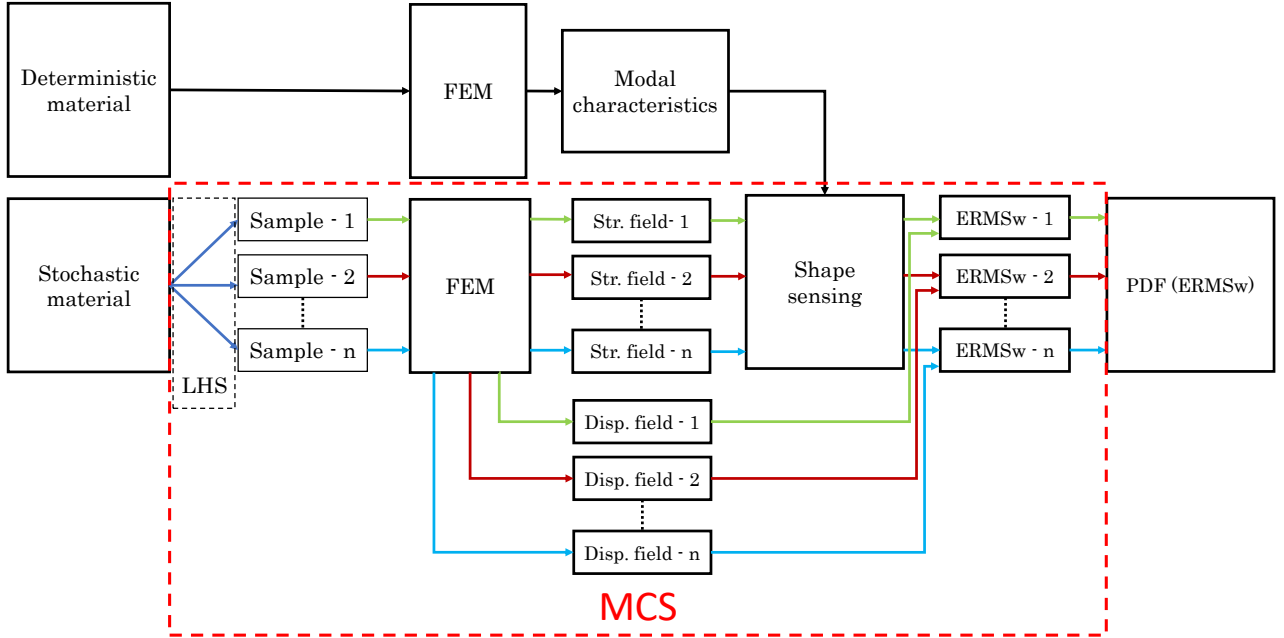 Deterministic
material
FEM
Modal
characteristics
Stochastic
material
LHS
Sample - 1
Sample - 2
Sample - n
FEM
Str. field- 1
Str. field - 2
Str. field - n
Disp. field - 1
Disp. field - 2
Disp. field - n
Shape
sensing
ERMSw - 1
ERMSw - 2
ERMSw - n
PDF (ERMSw)
MCS